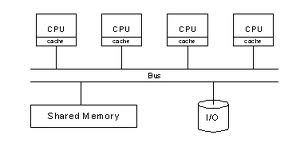 CPU CPU CPU CPU
cache cache cache cache
Bus
Shared Memory I/O